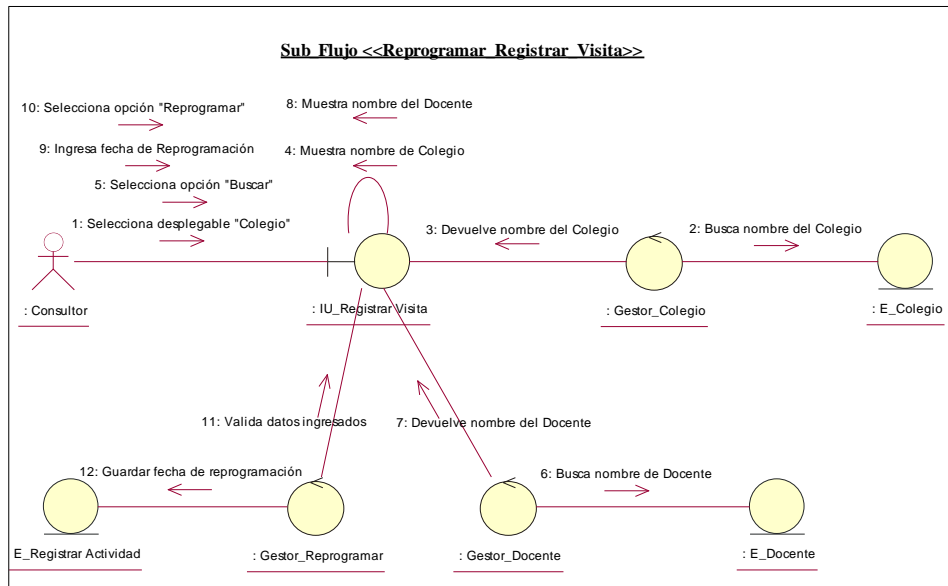 Sub_Flujo <<Reprogramar_Registrar_Visita>>
10: Selecciona opción "Reprogramar"
8: Muestra nombre del Docente
9: Ingresa fecha de Reprogramación
4: Muestra nombre de Colegio
5: Selecciona opción "Buscar"
1: Selecciona desplegable "Colegio"
3: Devuelve nombre del Colegio
2: Busca nombre del Colegio
: Consultor
: IU_Registrar Visita
: Gestor_Colegio
: E_Colegio
11: Valida datos ingresados
7: Devuelve nombre del Docente
12: Guardar fecha de reprogramación
6: Busca nombre de Docente
E_Registrar Actividad
: Gestor_Reprogramar
: Gestor_Docente
: E_Docente